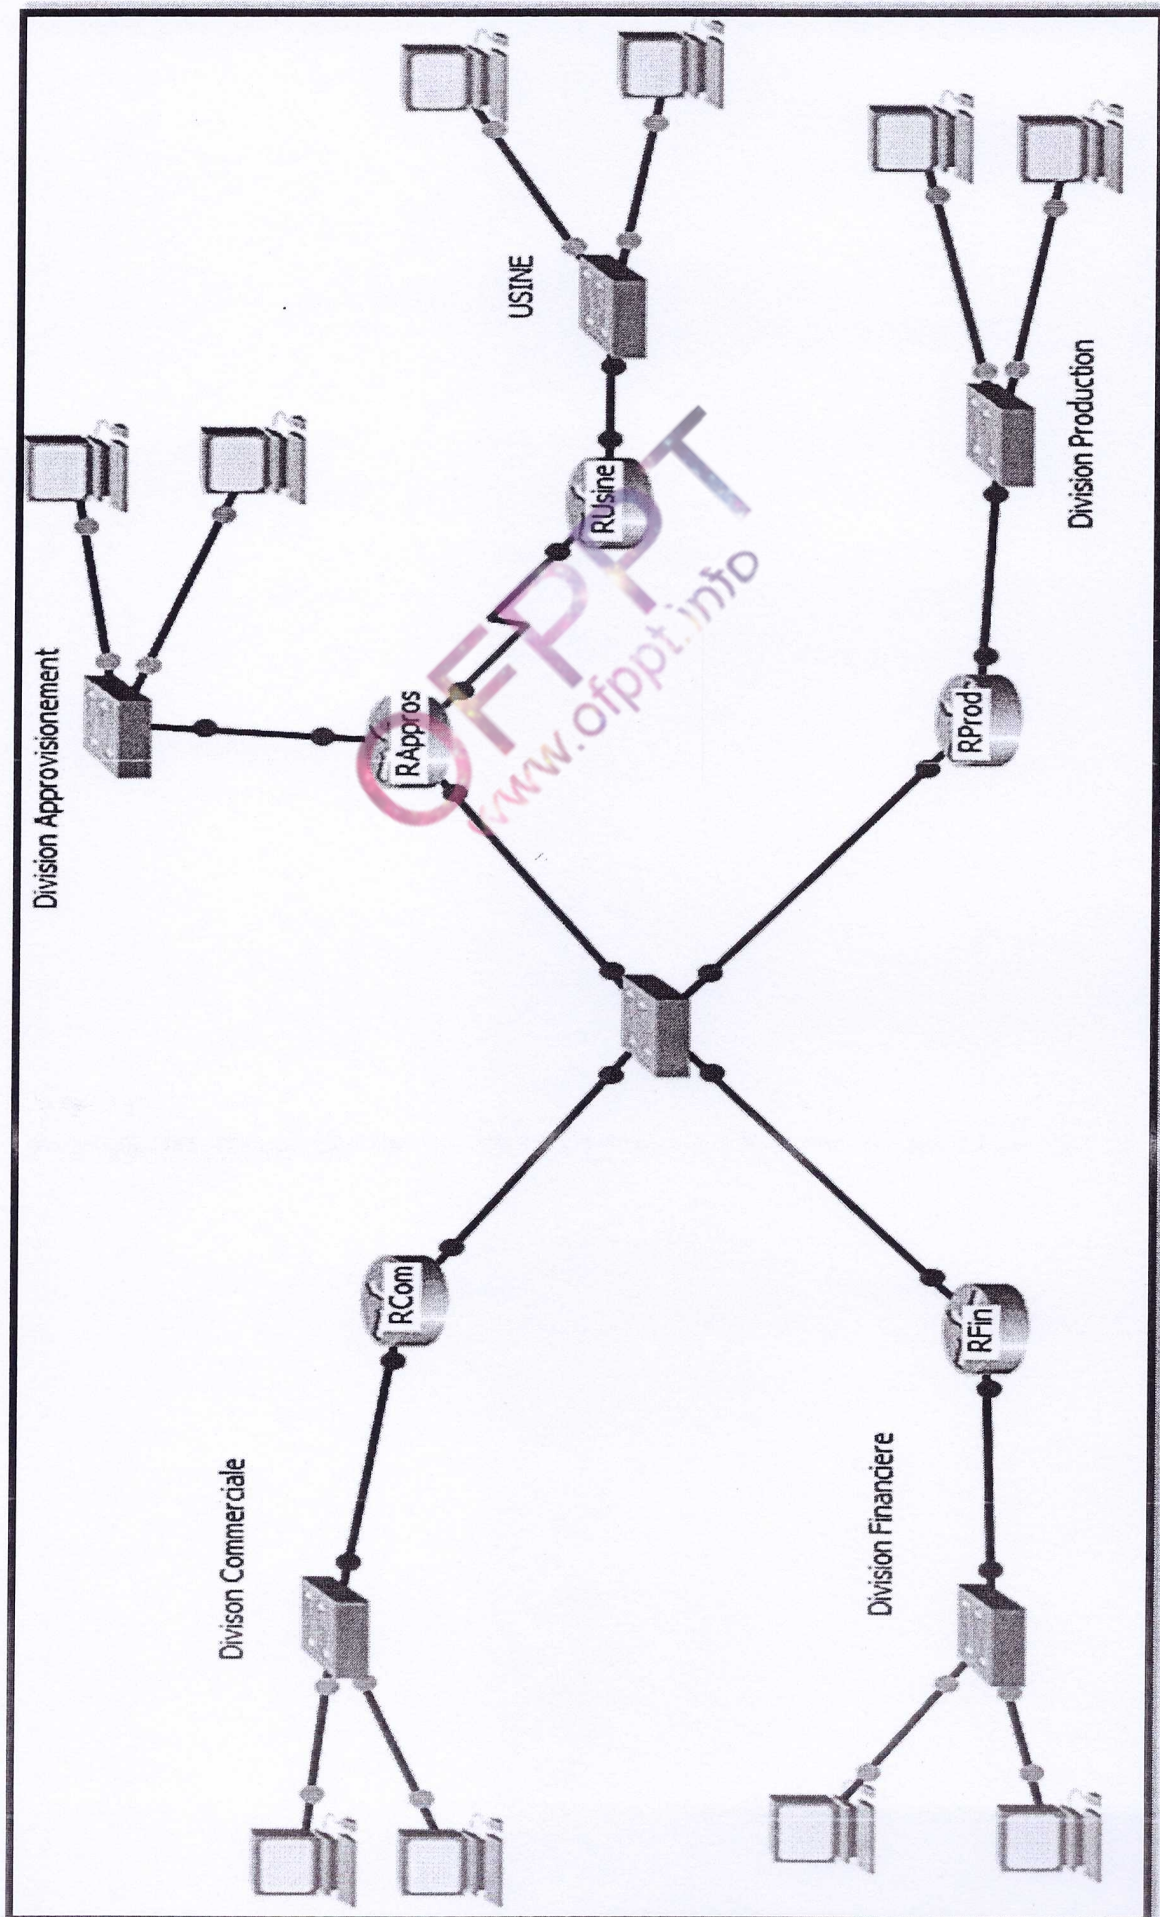 Division Approvisionement
USINE
Division Production
RAppros
RUsine
RProd
RCom
RFin
Divison Commerciale
Division Financiere
OFPPT
www.ofppt.info